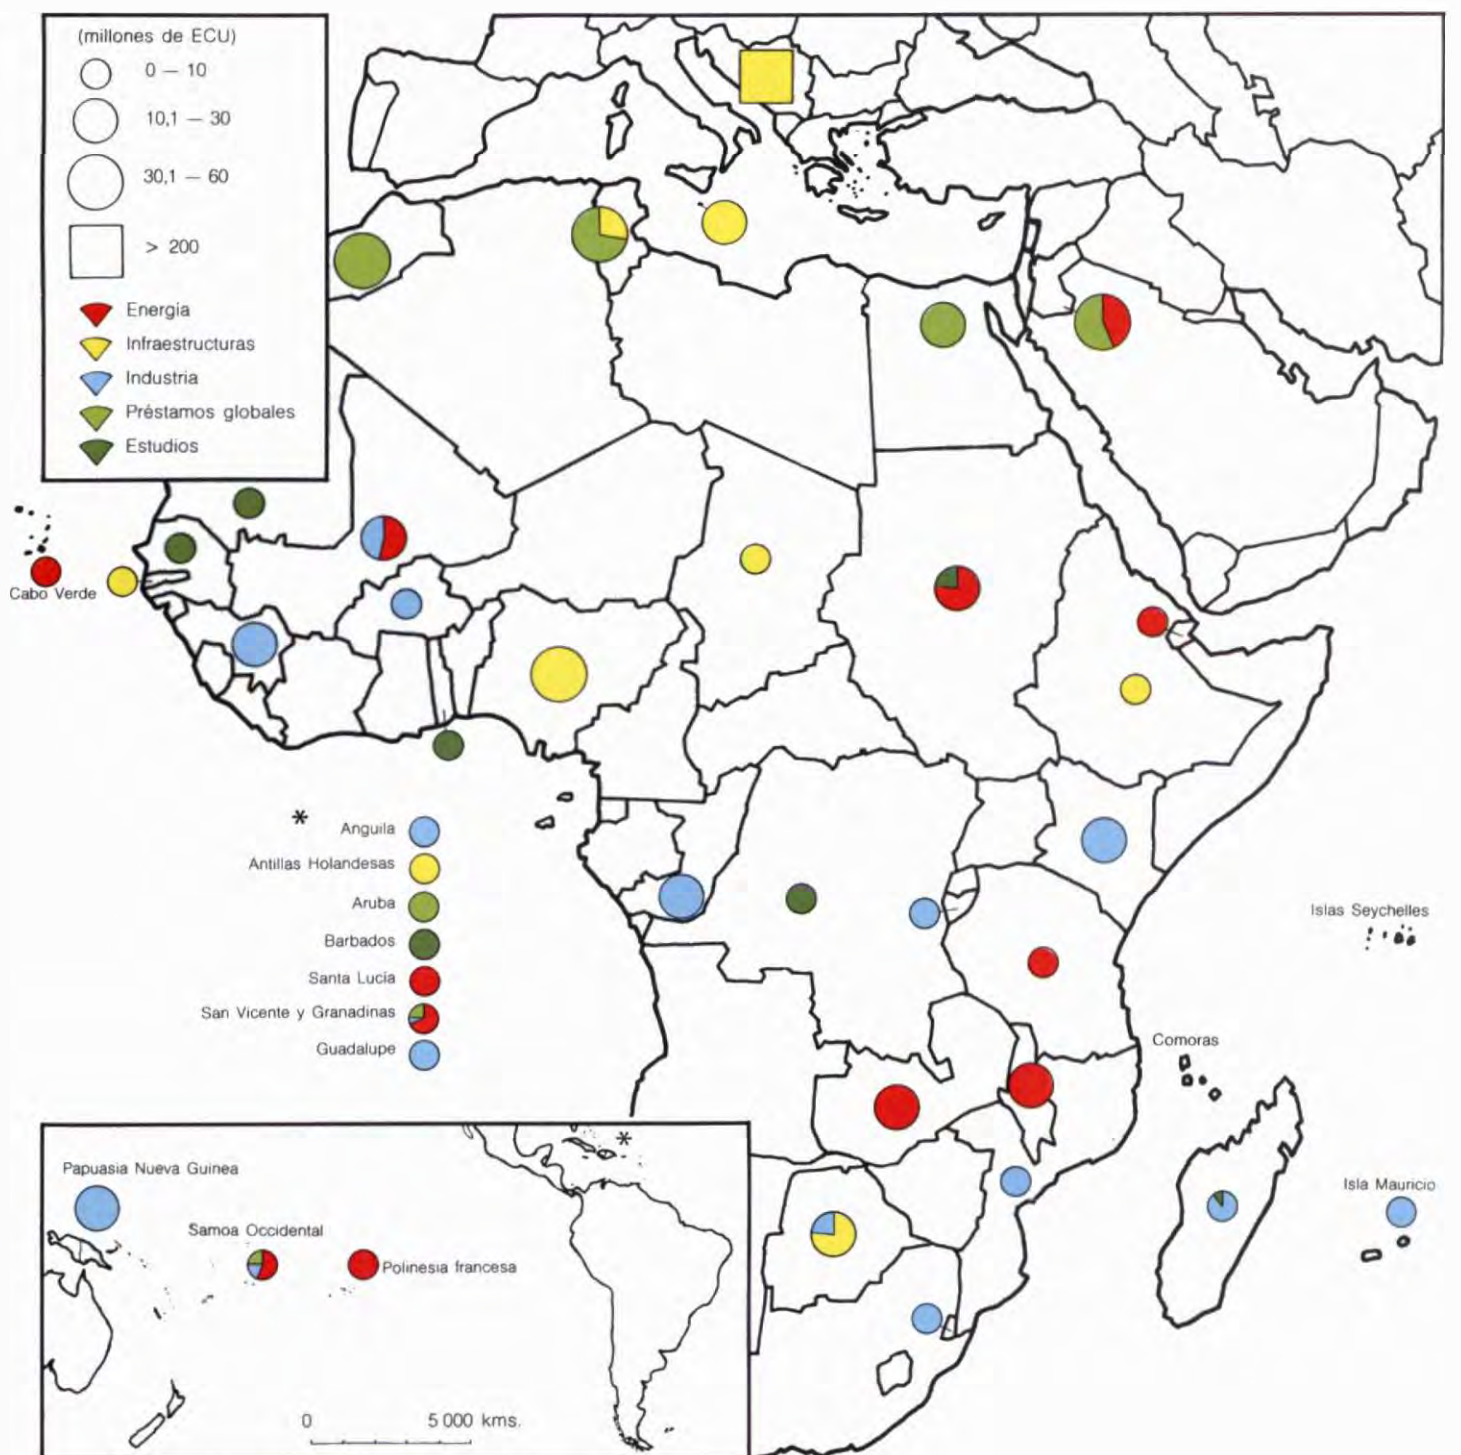 (millones de ECU)
0 — 10
10,1 — 30
30,1 — 60
> 200
Energía
Infraestructuras
Industria
Préstamos globales
Estudios
Cabo Verde
*
Anguila
Antillas Holandesas
Aruba
Barbados
Santa Lucía
San Vicente y Granadinas
Guadalupe
Islas Seychelles
Comoras
Isla Mauricio
*
Papuasia Nueva Guinea
Samoa Occidental
Polinesia francesa
0 5 000 kms.